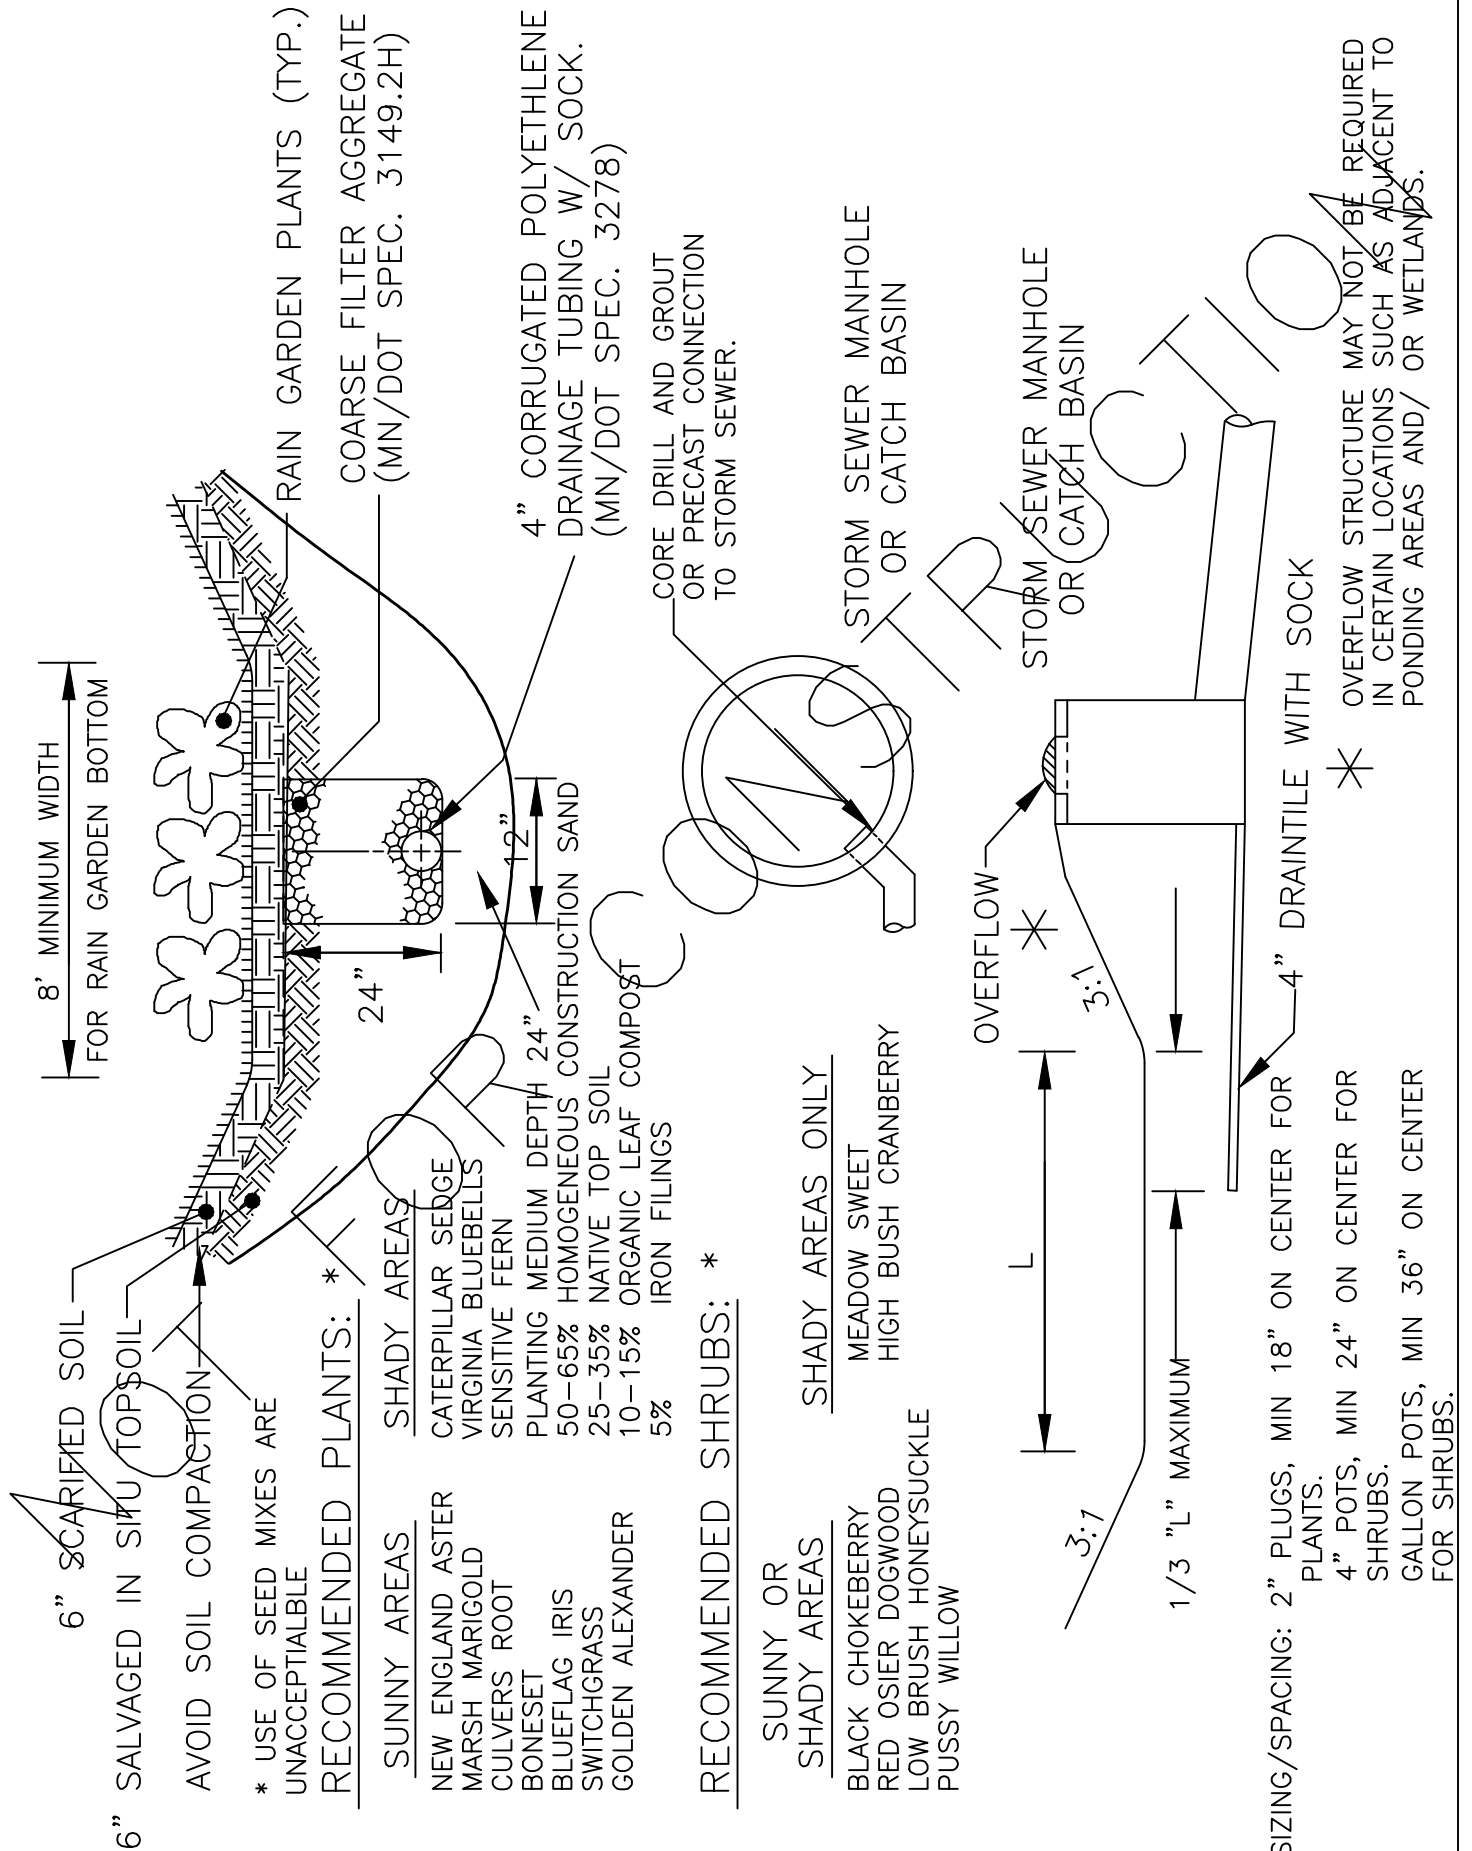 8' MINIMUM WIDTH
FOR RAIN GARDEN BOTTOM
RAIN GARDEN PLANTS (TYP.)
COARSE FILTER AGGREGATE
(MN/DOT SPEC. 3149.2H)
4" CORRUGATED POLYETHLENE
DRAINAGE TUBING W/ SOCK.
(MN/DOT SPEC. 3278)
24"
12"
6" SCARIFIED SOIL
6" SALVAGED IN SITU TOPSOIL
AVOID SOIL COMPACTION
* USE OF SEED MIXES ARE
UNACCEPTIALBLE
RECOMMENDED PLANTS: *
SUNNY AREAS
NEW ENGLAND ASTER
MARSH MARIGOLD
CULVERS ROOT
BONESET
BLUEFLAG IRIS
SWITCHGRASS
GOLDEN ALEXANDER
SHADY AREAS
CATERPILLAR SEDGE
VIRGINIA BLUEBELLS
SENSITIVE FERN
PLANTING MEDIUM DEPTH 24"
50-65% HOMOGENEOUS CONSTRUCTION SAND
25-35% NATIVE TOP SOIL
10-15% ORGANIC LEAF COMPOST
5% IRON FILINGS
RECOMMENDED SHRUBS: *
SUNNY OR
SHADY AREAS
BLACK CHOKEBERRY
RED OSIER DOGWOOD
LOW BRUSH HONEYSUCKLE
PUSSY WILLOW
SHADY AREAS ONLY
MEADOW SWEET
HIGH BUSH CRANBERRY
CORE DRILL AND GROUT
OR PRECAST CONNECTION
TO STORM SEWER.
STORM SEWER MANHOLE
OR CATCH BASIN
STORM SEWER MANHOLE
OR CATCH BASIN
OVERFLOW
*
3:1
L
3:1
1/3 "L" MAXIMUM
4" DRAINTILE WITH SOCK
* OVERFLOW STRUCTURE MAY NOT BE REQUIRED
IN CERTAIN LOCATIONS SUCH AS ADJACENT TO
PONDING AREAS AND/ OR WETLANDS.
SIZING/SPACING: 2" PLUGS, MIN 18" ON CENTER FOR
PLANTS.
4" POTS, MIN 24" ON CENTER FOR
SHRUBS.
GALLON POTS, MIN 36" ON CENTER
FOR SHRUBS.
NOT FOR CONSTRUCTION